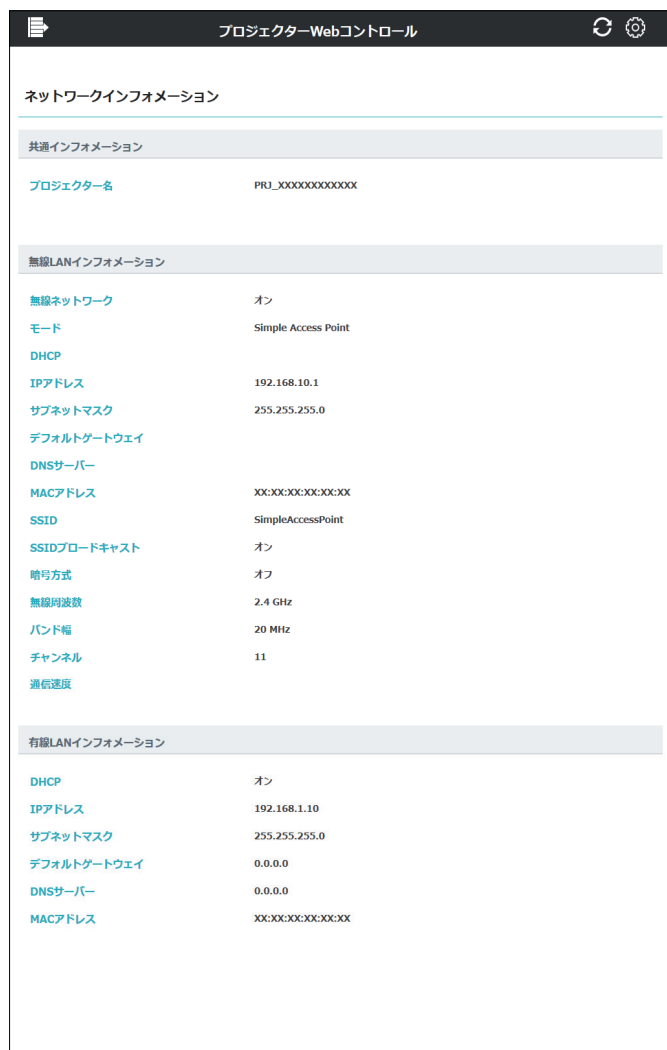 プロジェクターWebコントロール
ネットワークインフォメーション
共通インフォメーション
プロジェクター名 PRJ_XXXXXXXXXXXX
無線LANインフォメーション
無線ネットワーク オン
モード Simple Access Point
DHCP
IPアドレス 192.168.10.1
サブネットマスク 255.255.255.0
デフォルトゲートウェイ
DNSサーバー
MACアドレス XX:XX:XX:XX:XX:XX
SSID SimpleAccessPoint
SSIDブロードキャスト オン
暗号方式 オフ
無線周波数 2.4 GHz
バンド幅 20 MHz
チャンネル 11
通信速度
有線LANインフォメーション
DHCP オン
IPアドレス 192.168.1.10
サブネットマスク 255.255.255.0
デフォルトゲートウェイ 0.0.0.0
DNSサーバー 0.0.0.0
MACアドレス XX:XX:XX:XX:XX:XX